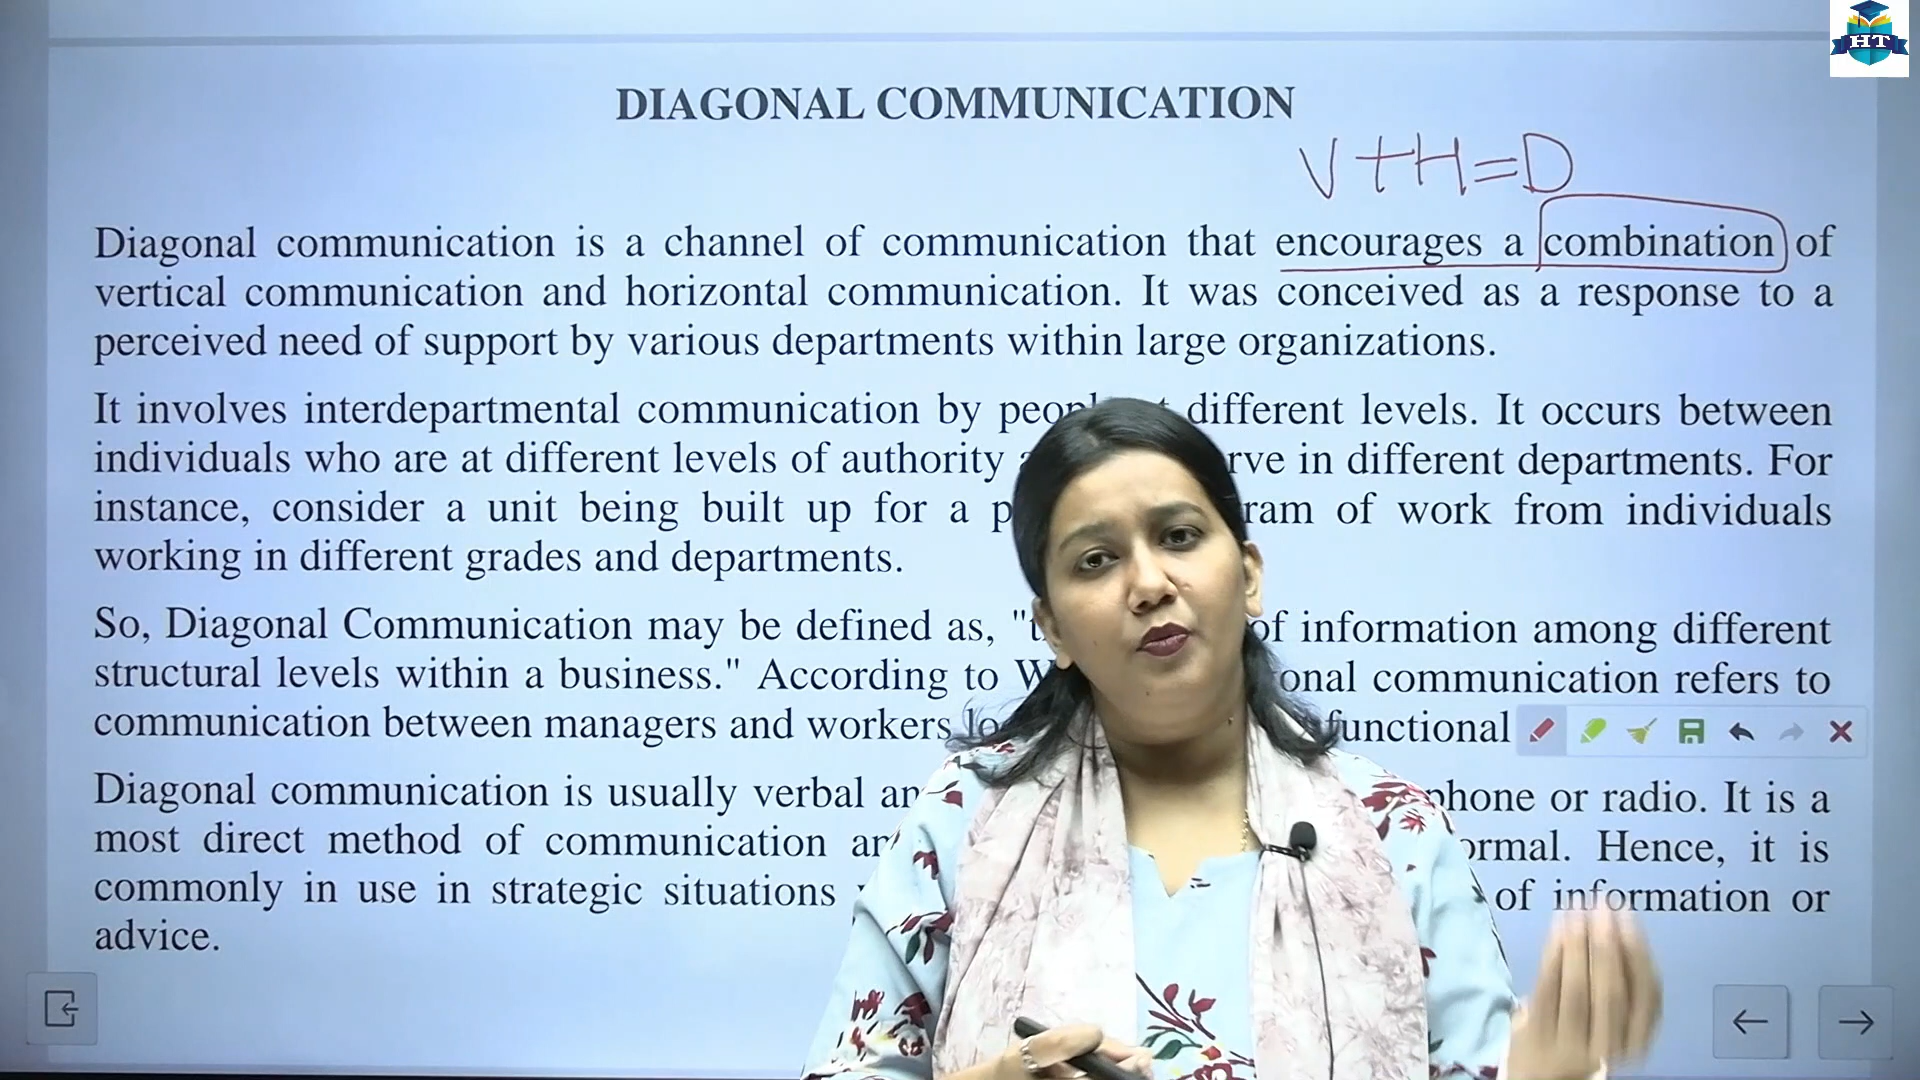 HT
DIAGONAL COMMUNICATION
V+H=D
Diagonal communication is a channel of communication that encourages a combination of
vertical communication and horizontal communication. It was conceived as a response to a
perceived need of support by various departments within large organizations.
It involves interdepartmental communication by different levels. It occurs between
individuals who are at different levels of authority in different departments. For
instance, consider a unit being built up for a of work from individuals
working in different grades and departments.
So, Diagonal Communication may be defined as, " of information among different
structural levels within a business." According to communication refers to
communication between managers and workers functional
Diagonal communication is usually verbal phone or radio. It is a
most direct method of communication Hence, it is
commonly in use in strategic situations of information or
advice.